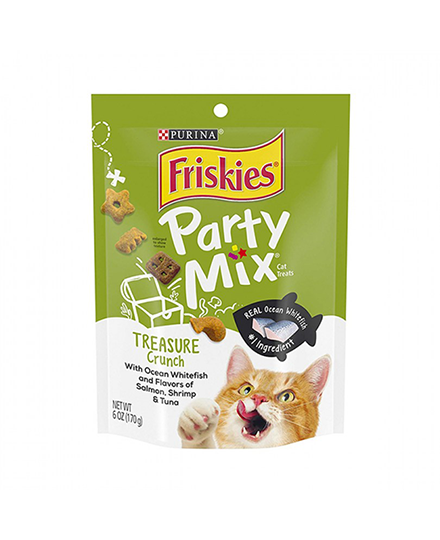 PURINA®
Friskies®
Party
Mix®
Cat
Treats
REAL Ocean Whitefish
#1 Ingredient
TREASURE
Crunch
With Ocean Whitefish
and Flavors of
Salmon, Shrimp
& Tuna
NET WT
6 OZ (170g)